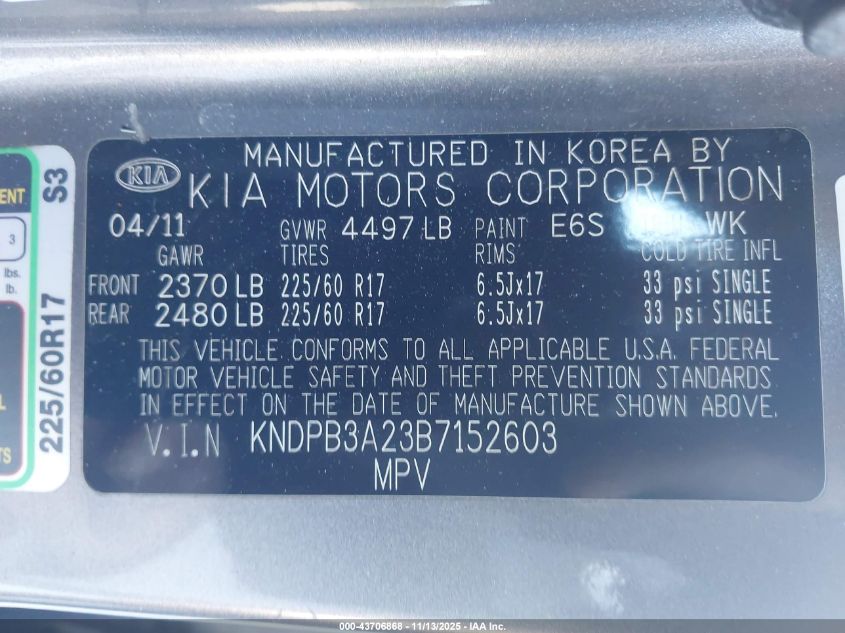 MANUFACTURED IN KOREA BY
KIA
KIA MOTORS CORPORATION
04/11 GVWR 4497 LB PAINT E6S WK
GAWR TIRES RIMS COLD TIRE INFL
FRONT 2370 LB 225/60 R17 6.5Jx17 33 psi SINGLE
REAR 2480 LB 225/60 R17 6.5Jx17 33 psi SINGLE
THIS VEHICLE CONFORMS TO ALL APPLICABLE U.S.A. FEDERAL
MOTOR VEHICLE SAFETY AND THEFT PREVENTION STANDARDS
IN EFFECT ON THE DATE OF MANUFACTURE SHOWN ABOVE.
V.I.N KNDPB3A23B7152603
MPV
S3
225/60R17
3
lbs.
lb.
000-43706868 - 11/13/2025 - IAA Inc.